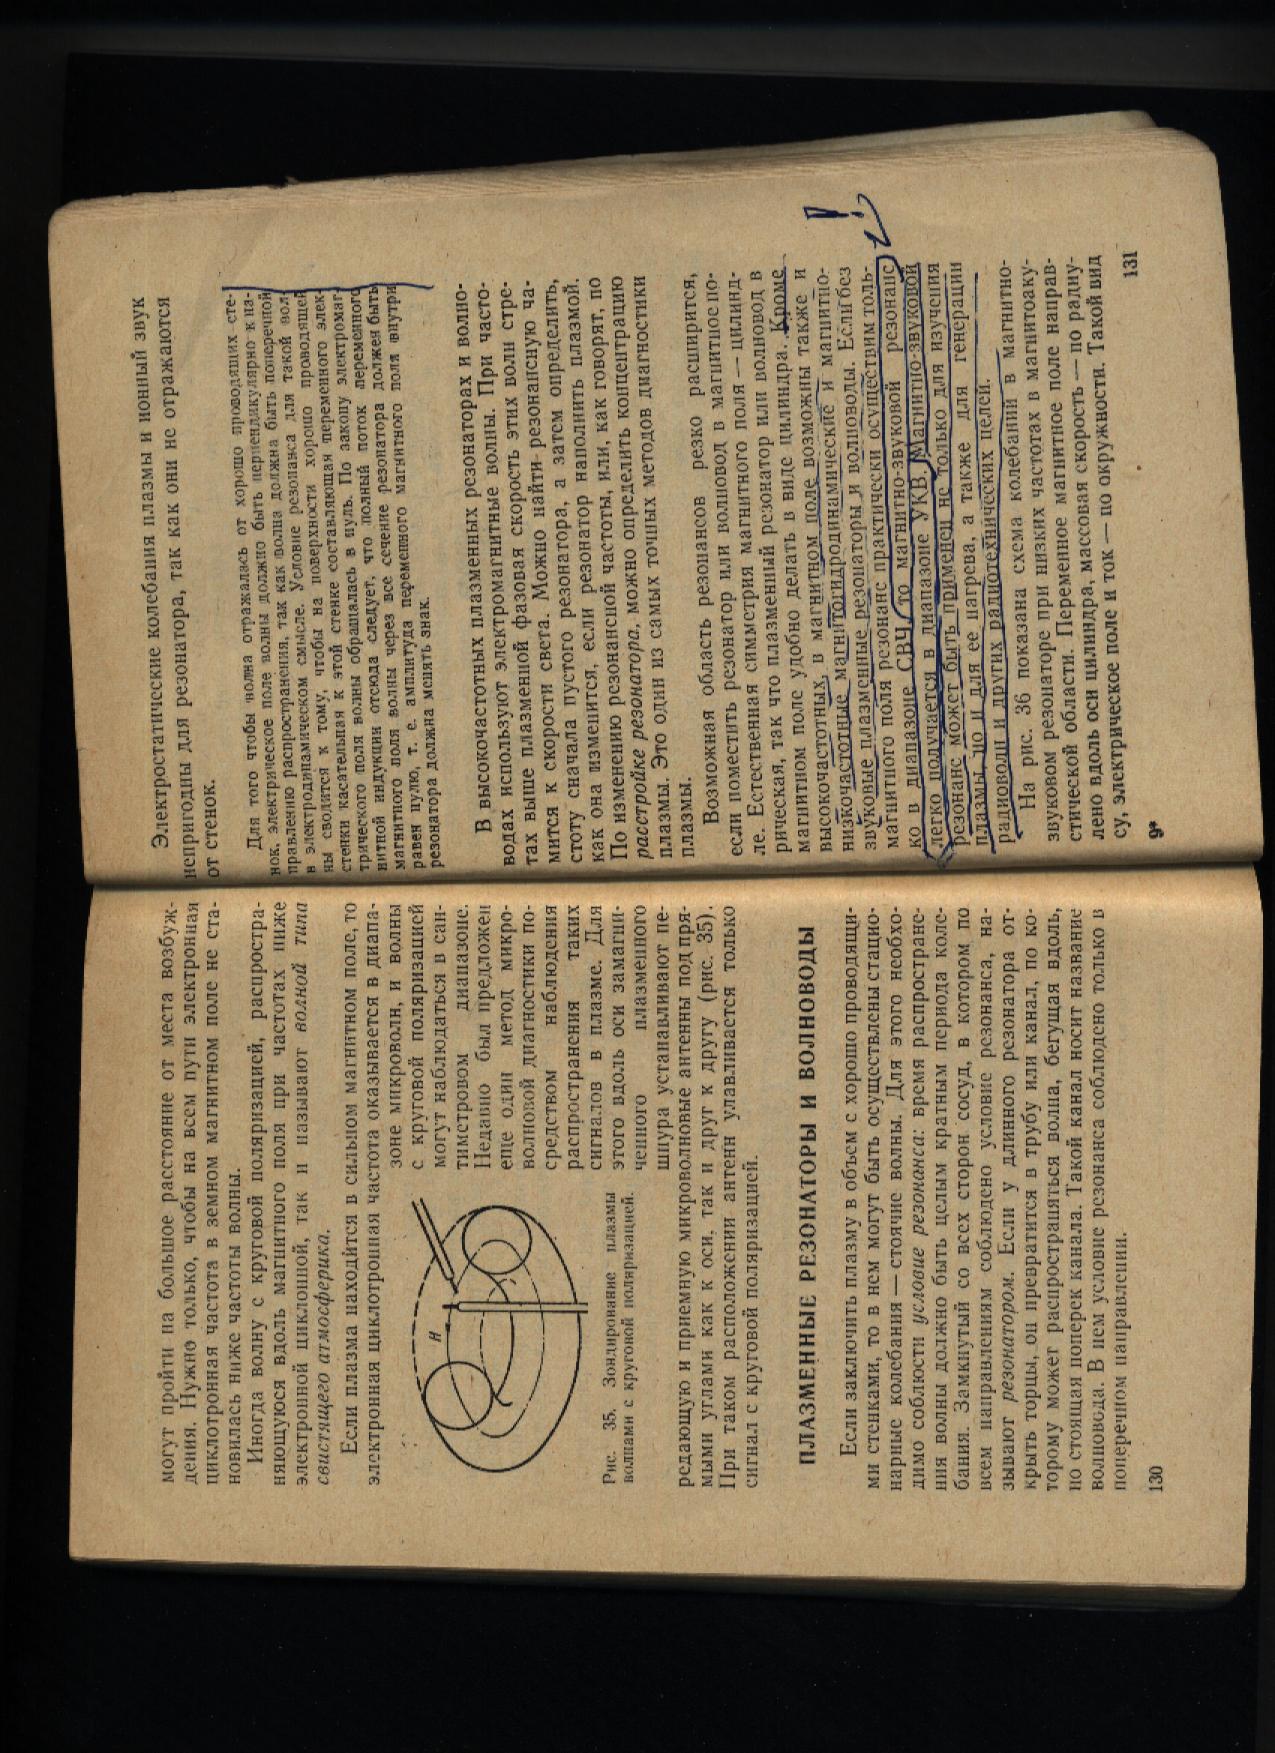 могут пройти на большое расстояние от места возбуж-
дения. Нужно только, чтобы на всем пути электронная
циклотронная частота в земном магнитном поле не ста-
новилась ниже частоты волны.
Иногда волну с круговой поляризацией, распростра-
няющуюся вдоль магнитного поля при частотах ниже
электронной циклонной, так и называют волной типа
свистящего атмосферика.
Если плазма находится в сильном магнитном поле, то
электронная циклотронная частота оказывается в диапа-
зоне микроволн, и волны
с круговой поляризацией
могут наблюдаться в сан-
тиметровом диапазоне.
Недавно был предложен
еще один метод микро-
волновой диагностики по-
средством наблюдения
распространения таких
сигналов в плазме. Для
этого вдоль оси замагни-
ченного плазменного
шнура устанавливают пе-
H
Рис. 35. Зондирование плазмы
волнами с круговой поляризацией.
редающую и приемную микроволновые антенны под пря-
мыми углами как к оси, так и друг к другу (рис. 35).
При таком расположении антенн улавливается только
сигнал с круговой поляризацией.
ПЛАЗМЕННЫЕ РЕЗОНАТОРЫ И ВОЛНОВОДЫ
Если заключить плазму в объем с хорошо проводящи-
ми стенками, то в нем могут быть осуществлены стацио-
нарные колебания — стоячие волны. Для этого необхо-
димо соблюсти условие резонанса: время распростране-
ния волны должно быть целым кратным периода коле-
бания. Замкнутый со всех сторон сосуд, в котором по
всем направлениям соблюдено условие резонанса, на-
зывают резонатором. Если у длинного резонатора от-
крыть торцы, он превратится в трубу или канал, по ко-
торому может распространяться волна, бегущая вдоль,
но стоящая поперек канала. Такой канал носит название
волновода. В нем условие резонанса соблюдено только в
поперечном направлении.
130
Электростатические колебания плазмы и ионный звук
непригодны для резонатора, так как они не отражаются
от стенок.
Для того чтобы волна отражалась от хорошо проводящих сте-
нок, электрическое поле волны должно быть перпендикулярно к на-
правлению распространения, так как волна должна быть поперечной
в электродинамическом смысле. Условие резонанса для такой вол-
ны сводится к тому, чтобы на поверхности хорошо проводящей
стенки касательная к этой стенке составляющая переменного элек-
трического поля волны обращалась в нуль. По закону электромаг-
нитной индукции отсюда следует, что полный поток переменного
магнитного поля волны через все сечение резонатора должен быть
равен нулю, т. е. амплитуда переменного магнитного поля внутри
резонатора должна менять знак.
В высокочастотных плазменных резонаторах и волно-
водах используют электромагнитные волны. При часто-
тах выше плазменной фазовая скорость этих волн стре-
мится к скорости света. Можно найти резонансную ча-
стоту сначала пустого резонатора, а затем определить,
как она изменится, если резонатор наполнить плазмой.
По изменению резонансной частоты, или, как говорят, по
расстройке резонатора, можно определить концентрацию
плазмы. Это один из самых точных методов диагностики
плазмы.
Возможная область резонансов резко расширится,
если поместить резонатор или волновод в магнитное по-
ле. Естественная симметрия магнитного поля — цилинд-
рическая, так что плазменный резонатор или волновод в
магнитном поле удобно делать в виде цилиндра. Кроме
высокочастотных, в магнитном поле возможны также и
низкочастотные магнитогидродинамические и магнитно-
звуковые плазменные резонаторы и волноводы. Если без
магнитного поля резонанс практически осуществим толь-
ко в диапазоне СВЧ, то магнитно-звуковой резонанс
легко получается в диапазоне УКВ. Магнитно-звуковой
резонанс может быть применен не только для изучения
плазмы, но и для ее нагрева, а также для генерации
радиоволн и других радиотехнических целей.
На рис. 36 показана схема колебаний в магнитно-
звуковом резонаторе при низких частотах в магнитоаку-
стической области. Переменное магнитное поле направ-
лено вдоль оси цилиндра, массовая скорость — по радиу-
су, электрическое поле и ток — по окружности. Такой вид
9*
131